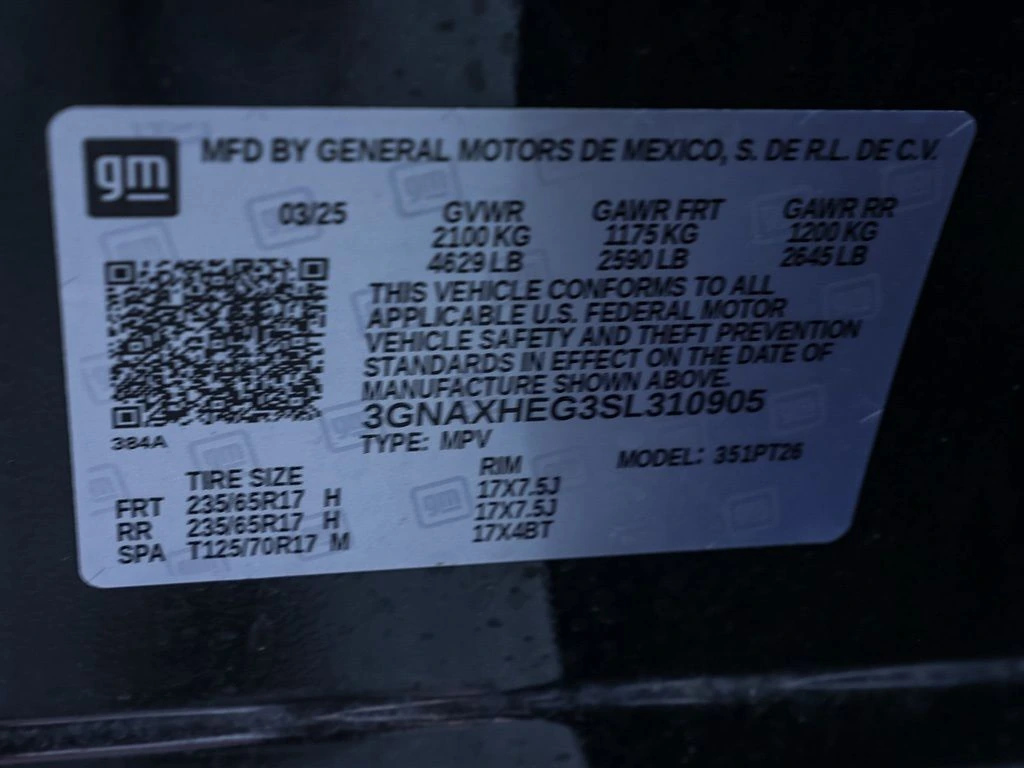 gm MFD BY GENERAL MOTORS DE MEXICO, S. DE R.L. DE C.V.
03/25 GVWR GAWR FRT GAWR RR
2100 KG 1175 KG 1200 KG
4629 LB 2590 LB 2645 LB
THIS VEHICLE CONFORMS TO ALL
APPLICABLE U.S. FEDERAL MOTOR
VEHICLE SAFETY AND THEFT PREVENTION
STANDARDS IN EFFECT ON THE DATE OF
MANUFACTURE SHOWN ABOVE.
3GNAXHEG3SL310905
384A
TYPE: MPV MODEL: 351PT26
TIRE SIZE RIM
FRT 235/65R17 H 17X7.5J
RR 235/65R17 H 17X7.5J
SPA T125/70R17 M 17X4BT